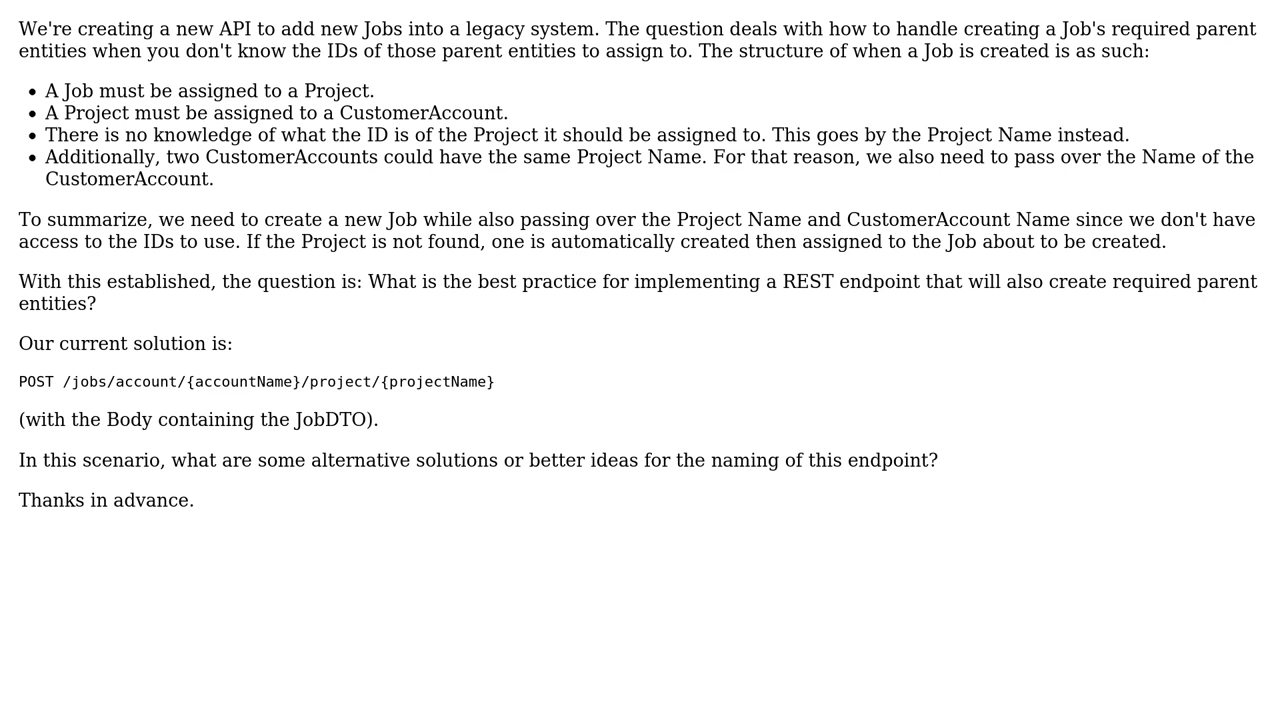 We're creating a new API to add new Jobs into a legacy system. The question deals with how to handle creating a Job's required parent
entities when you don't know the IDs of those parent entities to assign to. The structure of when a Job is created is as such:
• A Job must be assigned to a Project.
• A Project must be assigned to a CustomerAccount.
• There is no knowledge of what the ID is of the Project it should be assigned to. This goes by the Project Name instead.
• Additionally, two CustomerAccounts could have the same Project Name. For that reason, we also need to pass over the Name of the
CustomerAccount.
To summarize, we need to create a new Job while also passing over the Project Name and CustomerAccount Name since we don't have
access to the IDs to use. If the Project is not found, one is automatically created then assigned to the Job about to be created.
With this established, the question is: What is the best practice for implementing a REST endpoint that will also create required parent
entities?
Our current solution is:
POST /jobs/account/{accountName}/project/{projectName}
(with the Body containing the JobDTO).
In this scenario, what are some alternative solutions or better ideas for the naming of this endpoint?
Thanks in advance.